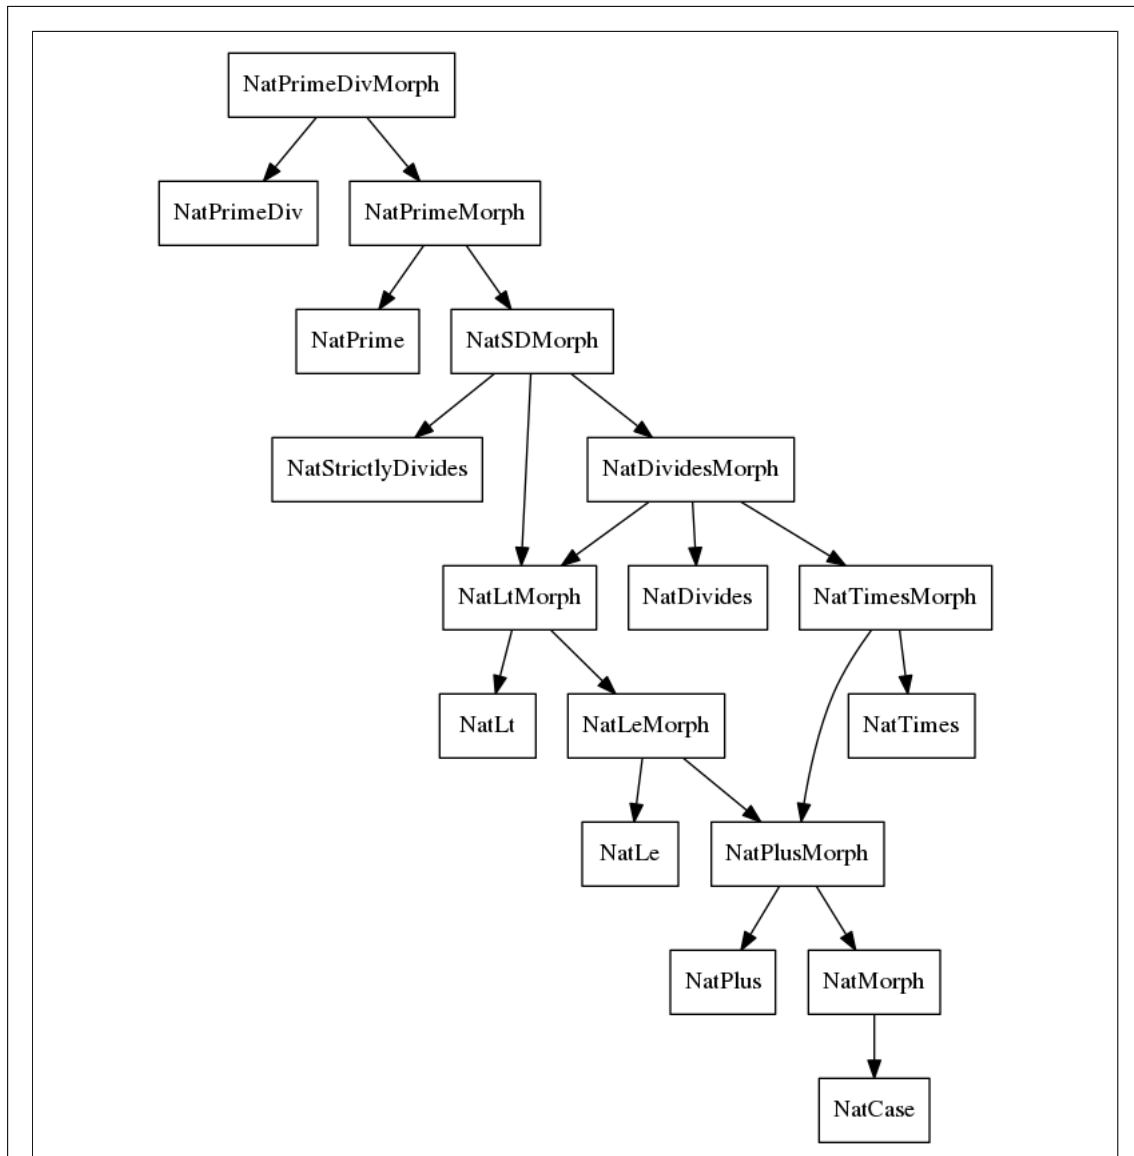 NatPrimeDivMorph
NatPrimeDiv
NatPrimeMorph
NatPrime
NatSDMorph
NatStrictlyDivides
NatDividesMorph
NatLtMorph
NatDivides
NatTimesMorph
NatLt
NatLeMorph
NatTimes
NatLe
NatPlusMorph
NatPlus
NatMorph
NatCase